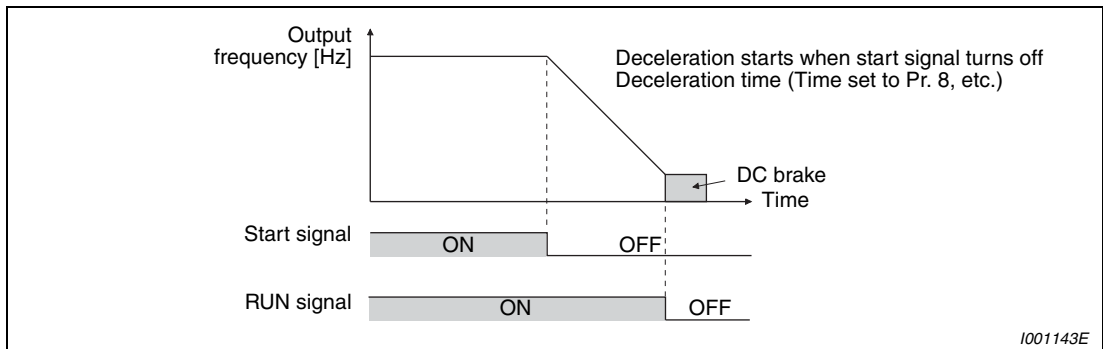 Output
frequency [Hz]
Deceleration starts when start signal turns off
Deceleration time (Time set to Pr. 8, etc.)
DC brake
Time
Start signal
ON
OFF
RUN signal
ON
OFF
I001143E